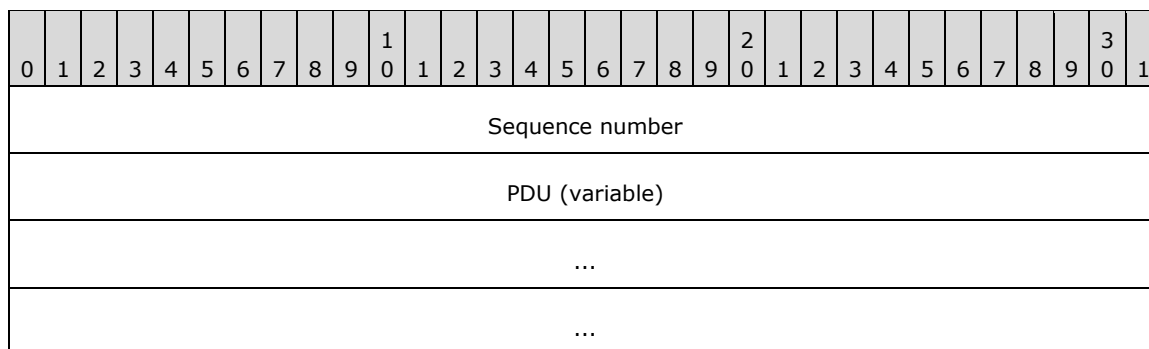 1 2 3
0 1 2 3 4 5 6 7 8 9 0 1 2 3 4 5 6 7 8 9 0 1 2 3 4 5 6 7 8 9 0 1
Sequence number
PDU (variable)
...
...